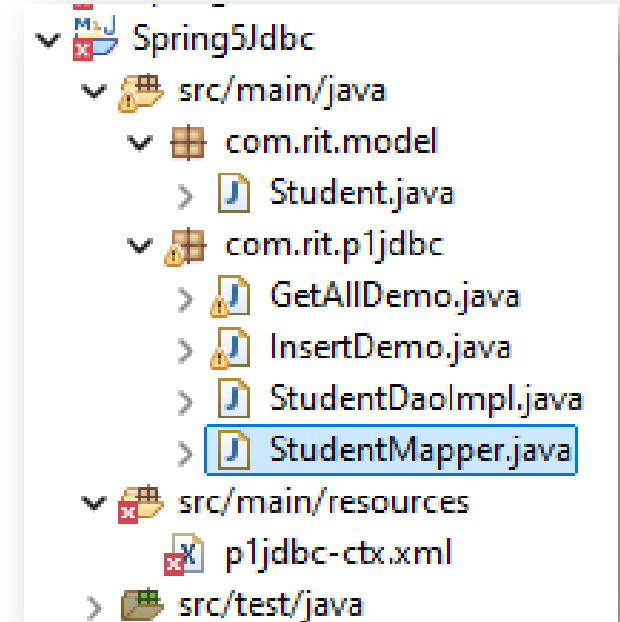 Spring5Jdbc
src/main/java
com.rit.model
Student.java
com.rit.p1jdbc
GetAllDemo.java
InsertDemo.java
StudentDaoImpl.java
StudentMapper.java
src/main/resources
p1jdbc-ctx.xml
src/test/java